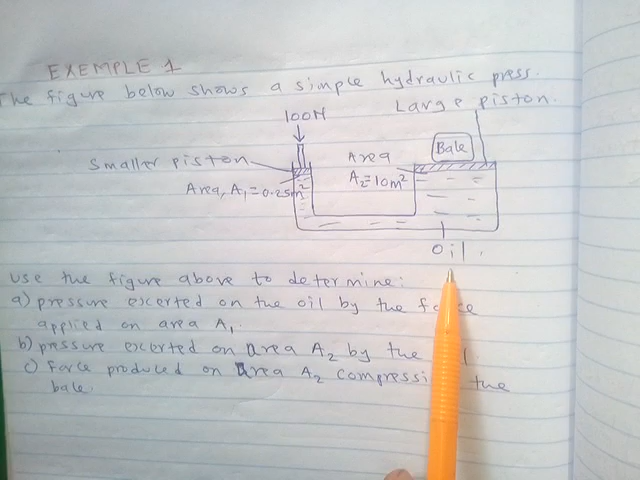 EXEMPLE 1
The figure below shows a simple hydraulic press.
Large piston.
100N
Bale
Smaller piston
Area
A₂=10m²
Area, A₁=0.25m²
Oil.
use the figure above to determine:
a) pressure excerted on the oil by the
applied on area A₁.
b) pressure excerted on area A₂ by the
c) Force produced on area A₂ the
bale.